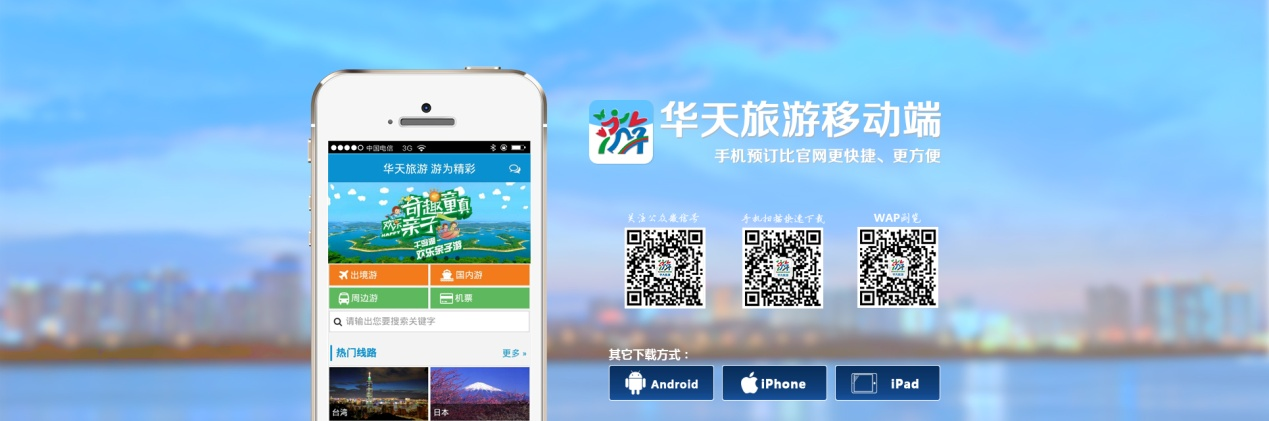 中国电信 3G
华天旅游 游为精彩
奇趣童真
欢乐亲子
HAPPY
千岛湖
欢乐亲子游
出境游
国内游
周边游
机票
请输出您要搜索关键字
热门线路
更多 »
台湾
日本
游
华天旅游移动端
手机预订比官网更快捷、更方便
关注公众微信号
手机扫描快速下载
WAP浏览
其它下载方式：
Android
iPhone
iPad